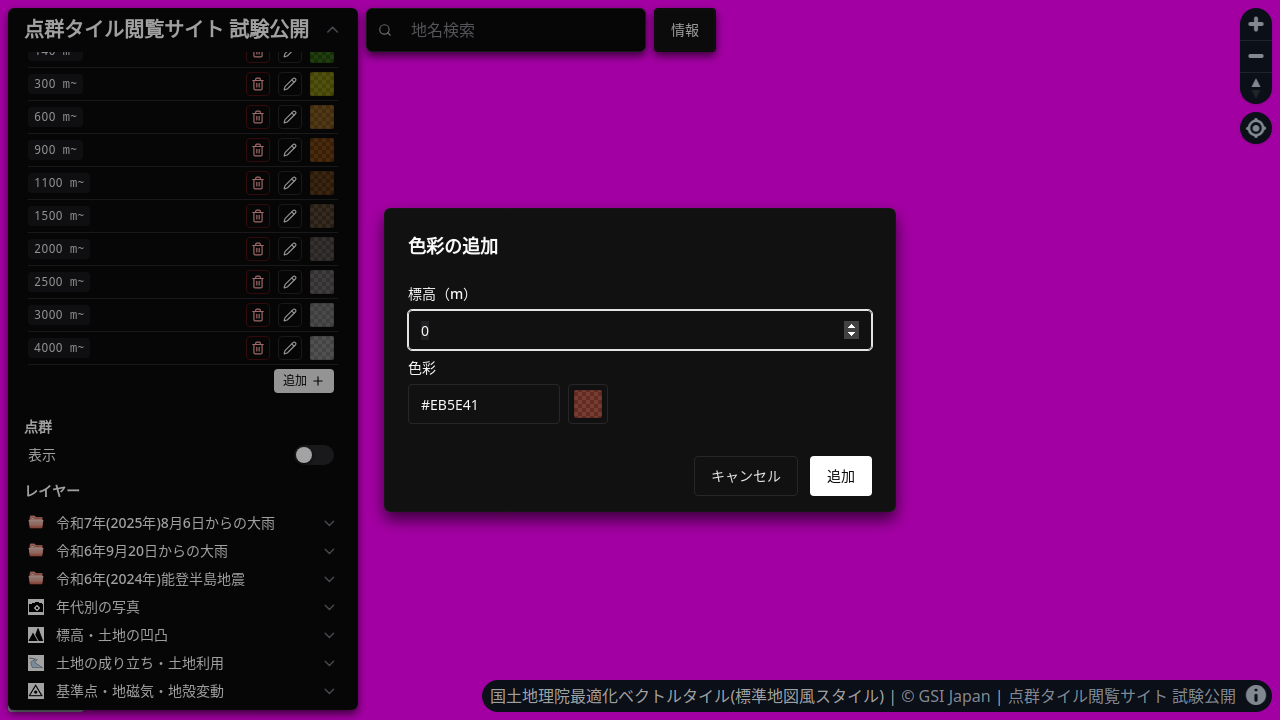 点群タイル閲覧サイト 試験公開
地名検索
情報
140 m~
300 m~
600 m~
900 m~
1100 m~
1500 m~
2000 m~
2500 m~
3000 m~
4000 m~
追加
点群
表示
レイヤー
令和7年(2025年)8月6日からの大雨
令和6年9月20日からの大雨
令和6年(2024年)能登半島地震
年代別の写真
標高・土地の凹凸
土地の成り立ち・土地利用
基準点・地磁気・地殻変動
色彩の追加
標高（m）
0
色彩
#EB5E41
キャンセル
追加
国土地理院最適化ベクトルタイル(標準地図風スタイル) | © GSI Japan | 点群タイル閲覧サイト 試験公開